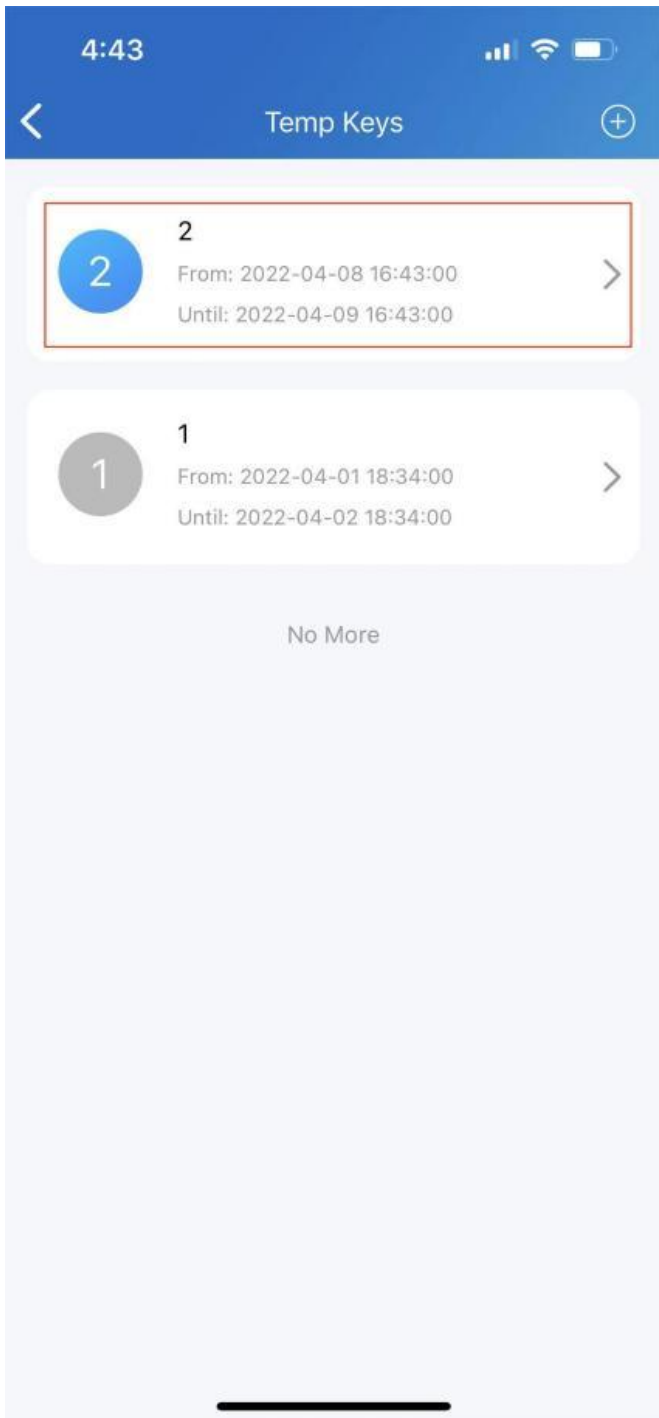 4:43
Temp Keys
2
2
From: 2022-04-08 16:43:00
Until: 2022-04-09 16:43:00
1
1
From: 2022-04-01 18:34:00
Until: 2022-04-02 18:34:00
No More